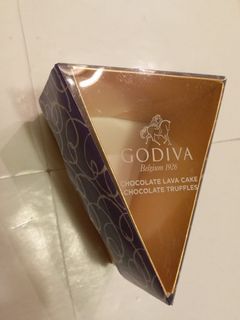 GODIVA
Belgium 1926
CHOCOLATE LAVA CAKE
CHOCOLATE TRUFFLES